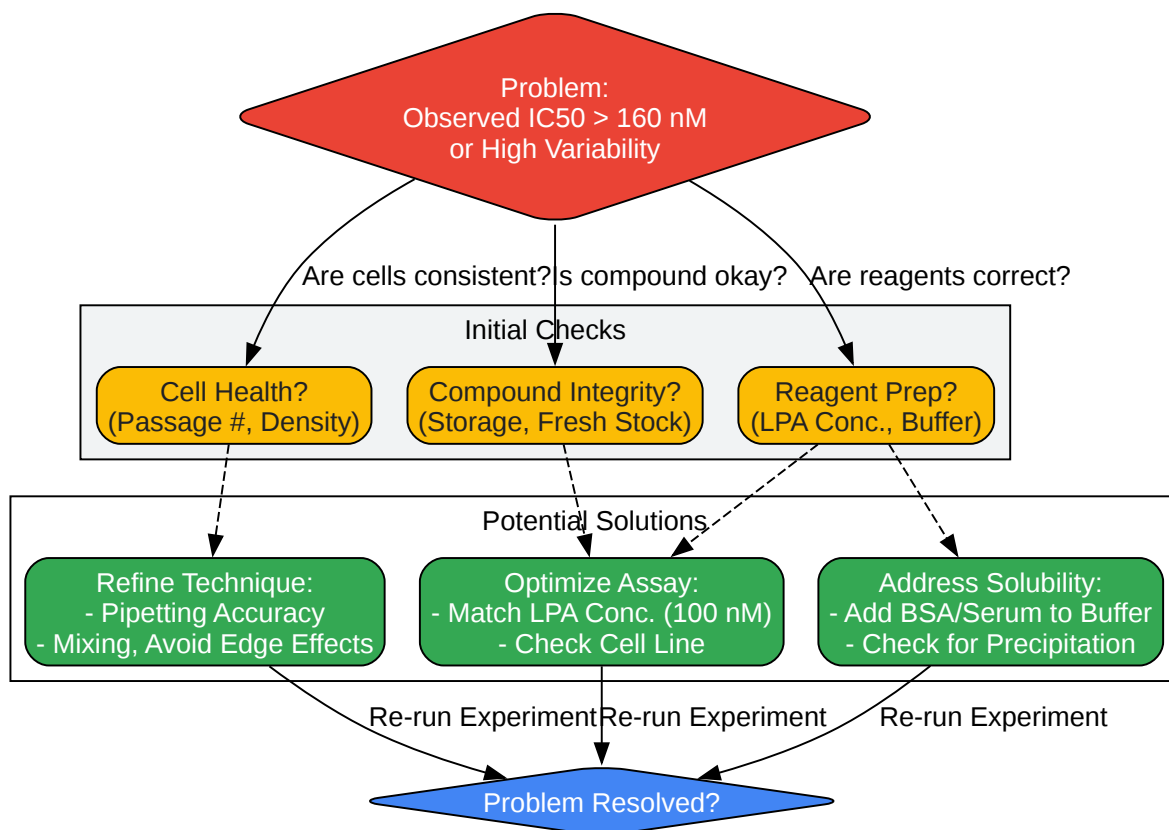 Problem:
Observed IC50 > 160 nM
or High Variability
Are cells consistent?
Is compound okay?
Are reagents correct?
Initial Checks
Cell Health?
(Passage #, Density)
Compound Integrity?
(Storage, Fresh Stock)
Reagent Prep?
(LPA Conc., Buffer)
Potential Solutions
Refine Technique:
- Pipetting Accuracy
- Mixing, Avoid Edge Effects
Optimize Assay:
- Match LPA Conc. (100 nM)
- Check Cell Line
Address Solubility:
- Add BSA/Serum to Buffer
- Check for Precipitation
Re-run Experiment
Re-run Experiment
Re-run Experiment
Problem Resolved?